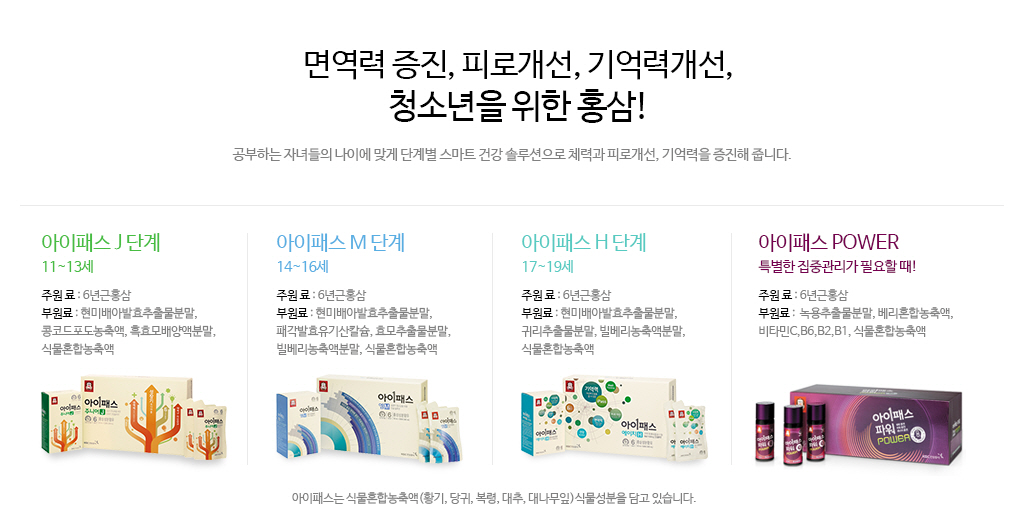 면역력 증진, 피로개선, 기억력개선,
청소년을 위한 홍삼!
공부하는 자녀들의 나이에 맞게 단계별 스마트 건강 솔루션으로 체력과 피로개선, 기억력을 증진해 줍니다.
아이패스 J 단계
11~13세
주원료 : 6년근홍삼
부원료 : 현미배아발효추출물분말,
콩코드포도농축액, 흑효모배양액분말,
식물혼합농축액
아이패스
주니어 J
아이패스 M 단계
14~16세
주원료 : 6년근홍삼
부원료 : 현미배아발효추출물분말,
패각발효유기산칼슘, 효모추출물분말,
빌베리농축액분말, 식물혼합농축액
아이패스
아이패스 H 단계
17~19세
주원료 : 6년근홍삼
부원료 : 현미배아발효추출물분말,
귀리추출물분말, 빌베리농축액분말,
식물혼합농축액
기억력
아이패스
아이패스 POWER
특별한 집중관리가 필요할 때!
주원료 : 6년근홍삼
부원료 : 녹용추출물분말, 베리혼합농축액,
비타민C,B6,B2,B1, 식물혼합농축액
아이패스
파워
POWER
아이패스는 식물혼합농축액(황기, 당귀, 복령, 대추, 대나무잎)식물성분을 담고 있습니다.